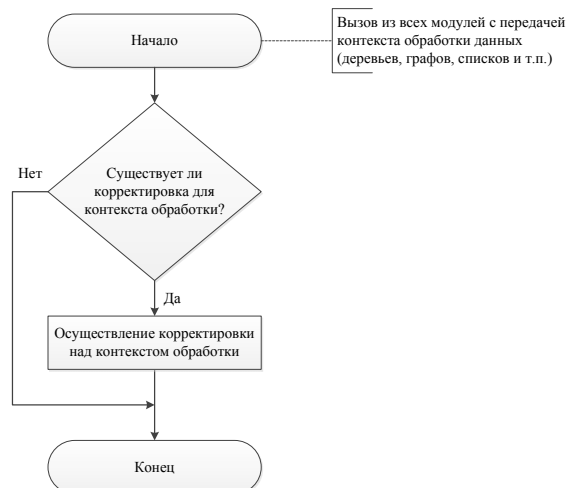 Начало
Вызов из всех модулей с передачей
контекста обработки данных
(деревьев, графов, списков и т.п.)
Существует ли
корректировка для
контекста обработки?
Нет
Да
Осуществление корректировки
над контекстом обработки
Конец